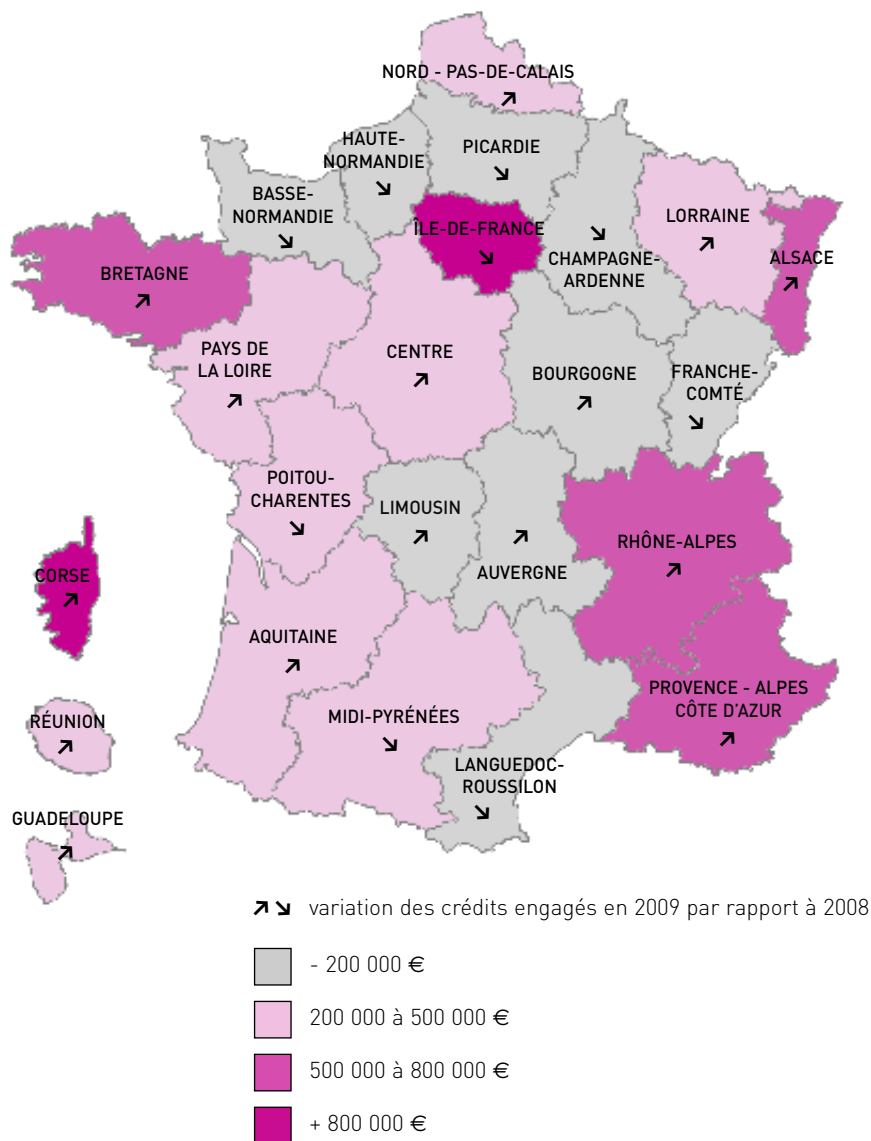 NORD - PAS-DE-CALAIS
HAUTE-
NORMANDIE
PICARDIE
BASSE-
NORMANDIE
ÎLE-DE-FRANCE
LORRAINE
CHAMPAGNE-
ARDENNE
ALSACE
BRETAGNE
PAYS DE
LA LOIRE
CENTRE
BOURGOGNE
FRANCHE-
COMTÉ
POITOU-
CHARENTES
LIMOUSIN
AUVERGNE
RHÔNE-ALPES
CORSE
AQUITAINE
MIDI-PYRÉNÉES
PROVENCE - ALPES
CÔTE D'AZUR
RÉUNION
LANGUEDOC-
ROUSSILON
GUADELOUPE
↗↘ variation des crédits engagés en 2009 par rapport à 2008
- 200 000 €
200 000 à 500 000 €
500 000 à 800 000 €
+ 800 000 €